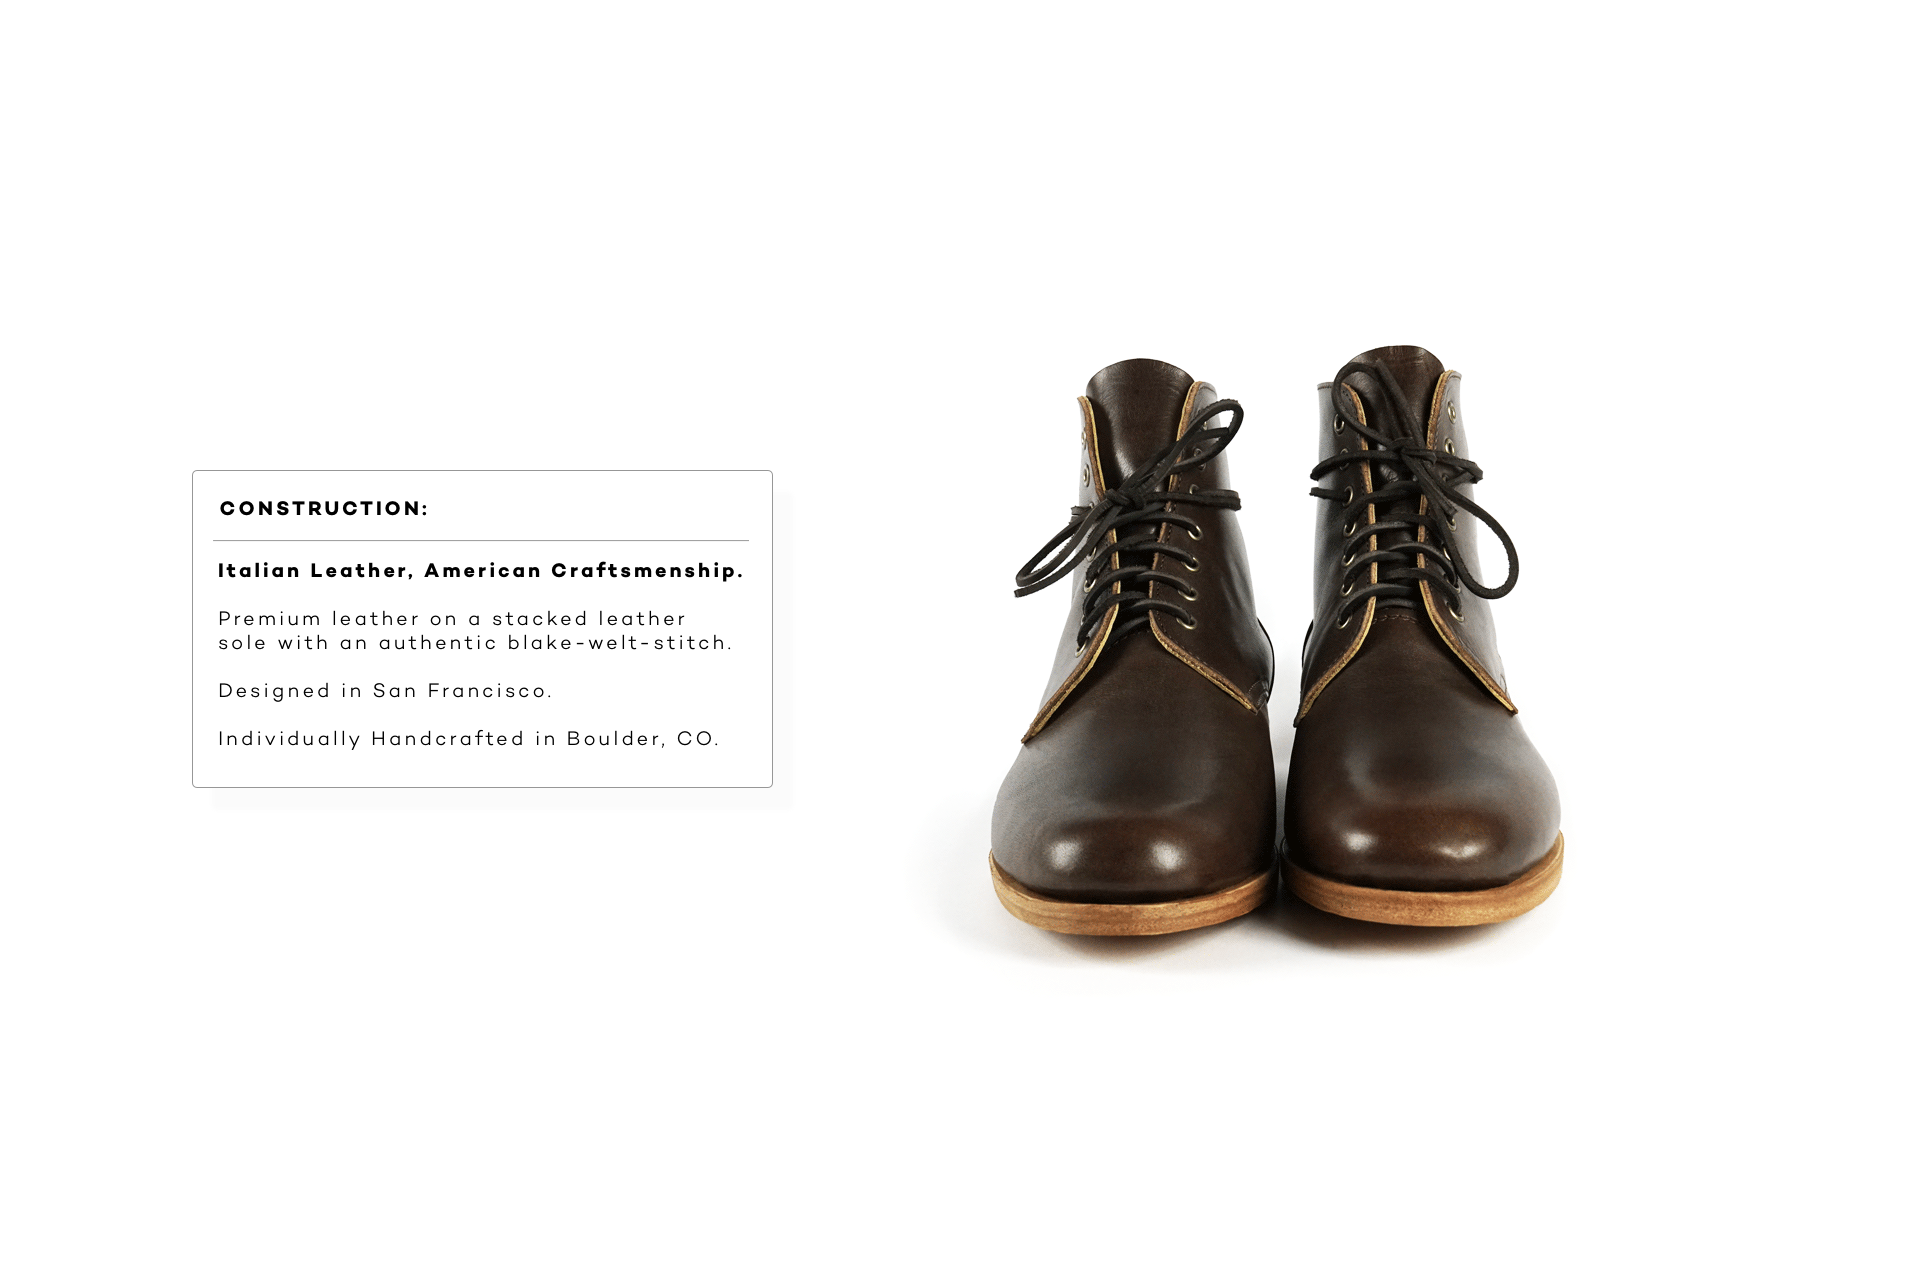 CONSTRUCTION:
Italian Leather, American Craftsmenship.
Premium leather on a stacked leather
sole with an authentic blake-welt-stitch.
Designed in San Francisco.
Individually Handcrafted in Boulder, CO.